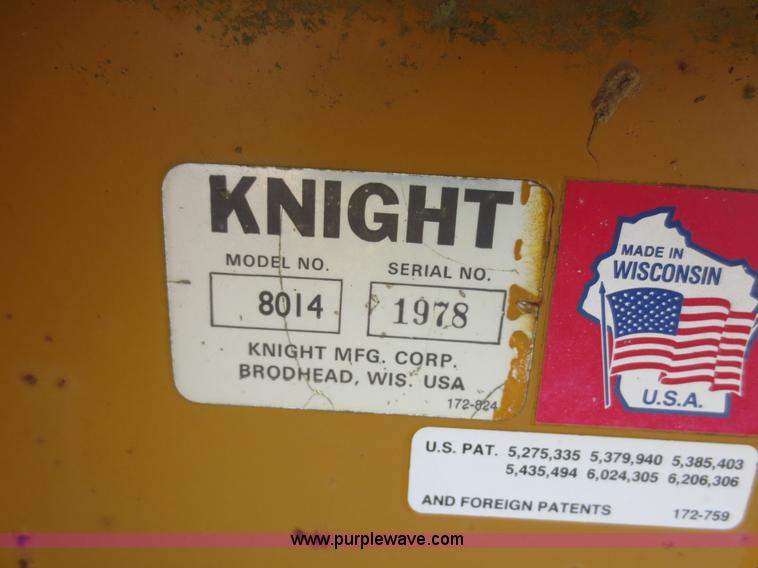 KNIGHT
MODEL NO. SERIAL NO.
8014 1978
KNIGHT MFG. CORP.
BRODHEAD, WIS. USA
172-824
MADE IN
WISCONSIN
U.S.A.
U.S. PAT. 5,275,335 5,379,940 5,385,403
5,435,494 6,024,305 6,206,306
AND FOREIGN PATENTS 172-759
www.purplewave.com